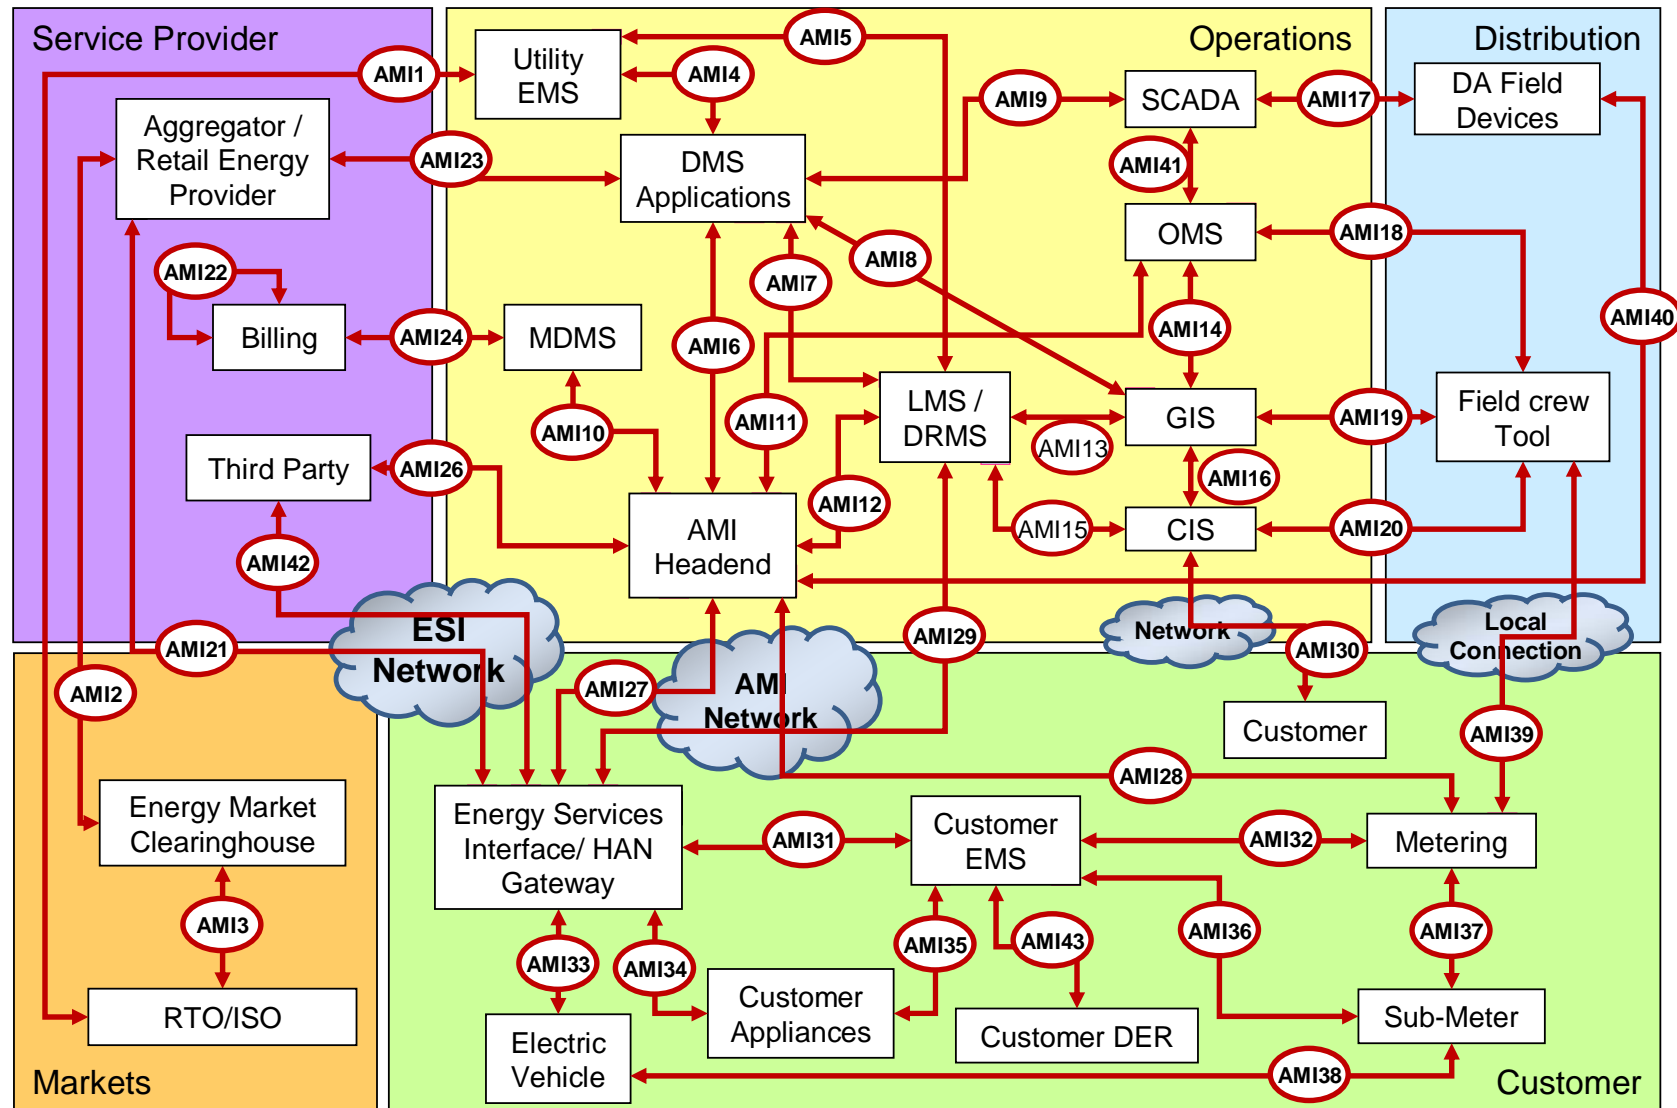 Service Provider
Operations
Distribution
AMI1
Utility
EMS
AMI4
AMI5
AMI9
SCADA
AMI17
DA Field
Devices
Aggregator /
Retail Energy
Provider
AMI23
DMS
Applications
AMI41
OMS
AMI18
AMI22
AMI7
AMI8
Billing
AMI24
MDMS
AMI6
AMI14
AMI40
AMI10
AMI11
LMS /
DRMS
AMI13
GIS
AMI19
Field crew
Tool
Third Party
AMI26
AMI12
AMI16
AMI42
AMI
Headend
AMI15
CIS
AMI20
ESI
Network
AMI21
AMI29
Network
AMI30
Local
Connection
AMI2
AMI27
AMI
Network
Customer
AMI39
AMI28
Energy Market
Clearinghouse
Energy Services
Interface/ HAN
Gateway
AMI31
Customer
EMS
AMI32
Metering
AMI3
AMI33
AMI34
AMI35
AMI43
AMI36
AMI37
RTO/ISO
Electric
Vehicle
Customer
Appliances
Customer DER
Sub-Meter
AMI38
Markets
Customer